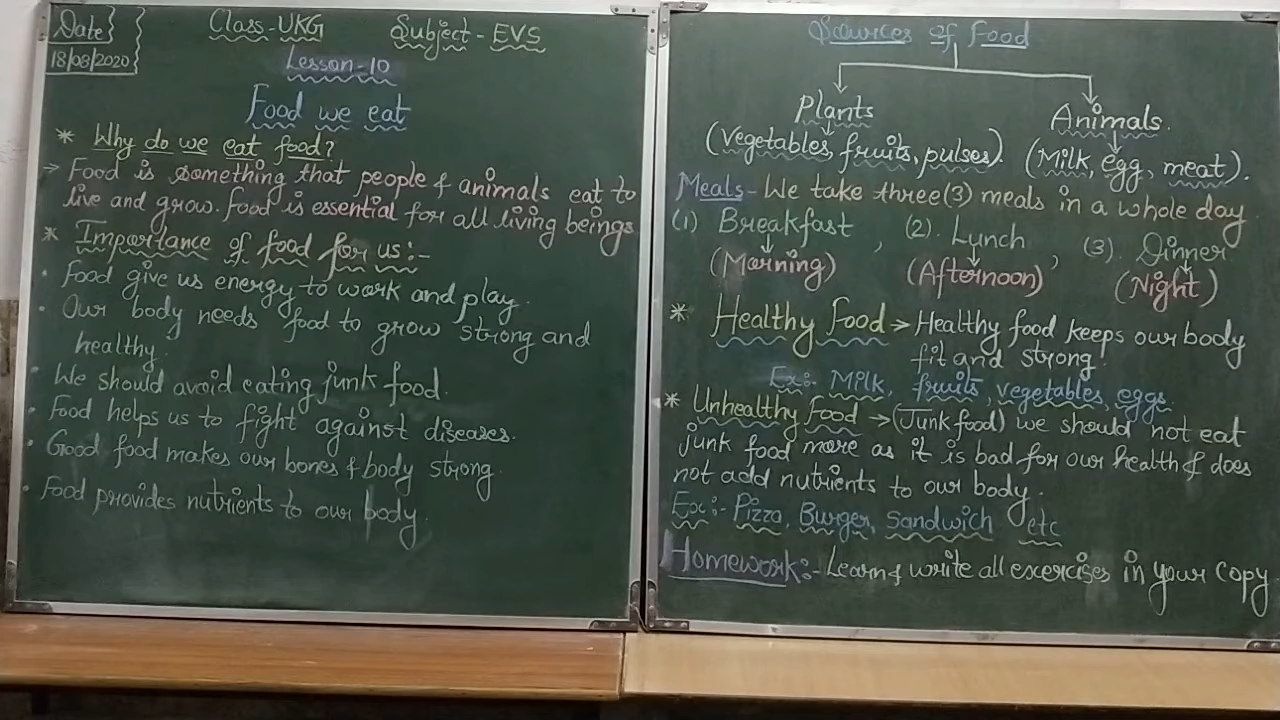 Date Class-UKG Subject - EVS
18/08/2020
Lesson-10
Food we eat
* Why do we eat food?
→ Food is something that people & animals eat to
live and grow. Food is essential for all living beings
* Importance of food for us:-
• Food give us energy to work and play.
• Our body needs food to grow strong and
healthy.
• We should avoid eating junk food.
• Food helps us to fight against diseases.
• Good food makes our bones & body strong.
• Food provides nutrients to our body.
Sources of Food
Plants Animals.
(Vegetables, fruits, pulses). (Milk, egg, meat).
Meals - We take three(3) meals in a whole day.
(1) Breakfast, (2). Lunch, (3). Dinner
(Morning) (Afternoon) (Night)
* Healthy Food → Healthy food keeps our body
fit and strong.
Ex:- Milk, fruits, vegetables, eggs.
* Unhealthy Food → (Junk food) we should not eat
junk food more as it is bad for our health & does
not add nutrients to our body.
Ex:- Pizza, Burger, Sandwich etc
Homework:- Learn & write all excercises in your copy